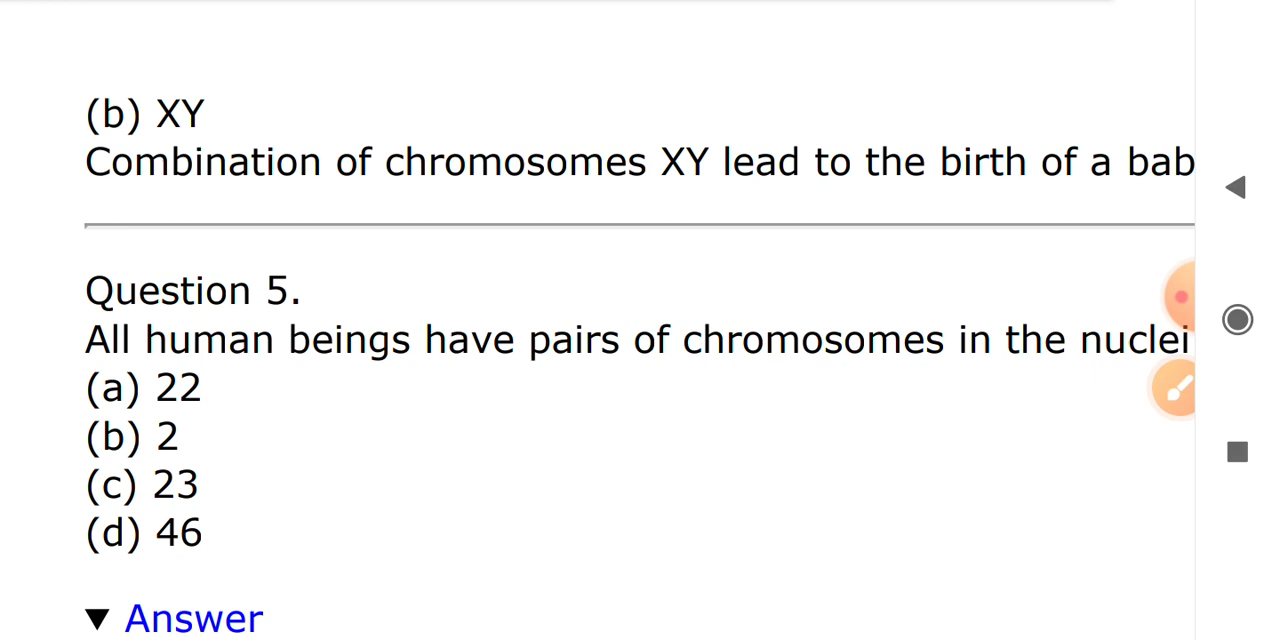 (b) XY
Combination of chromosomes XY lead to the birth of a bab
Question 5.
All human beings have pairs of chromosomes in the nuclei
(a) 22
(b) 2
(c) 23
(d) 46
▼ Answer